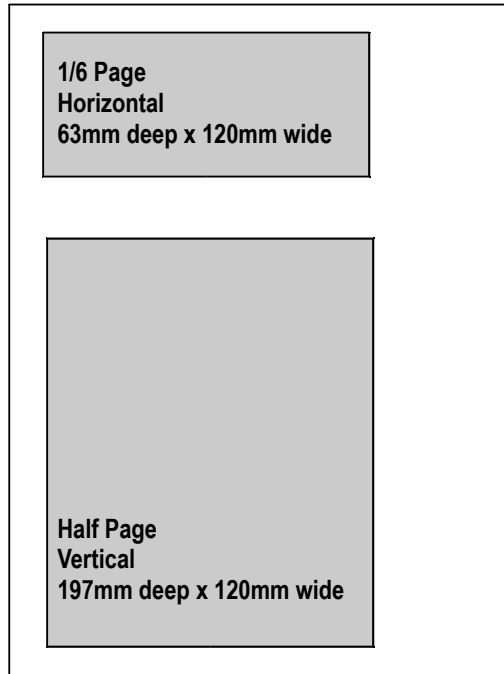 1/6 Page
Horizontal
63mm deep x 120mm wide
Half Page
Vertical
197mm deep x 120mm wide